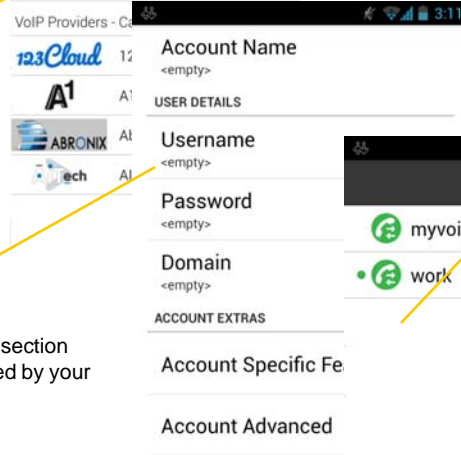 VoIP Providers - Ca
123Cloud 12
A1 A1
ABRONIX Ab
ech
3:11
Account Name
<empty>
USER DETAILS
Username
<empty>
Password
<empty>
Domain
<empty>
ACCOUNT EXTRAS
Account Specific Fe
Account Advanced
myvoi
work
section
ed by your